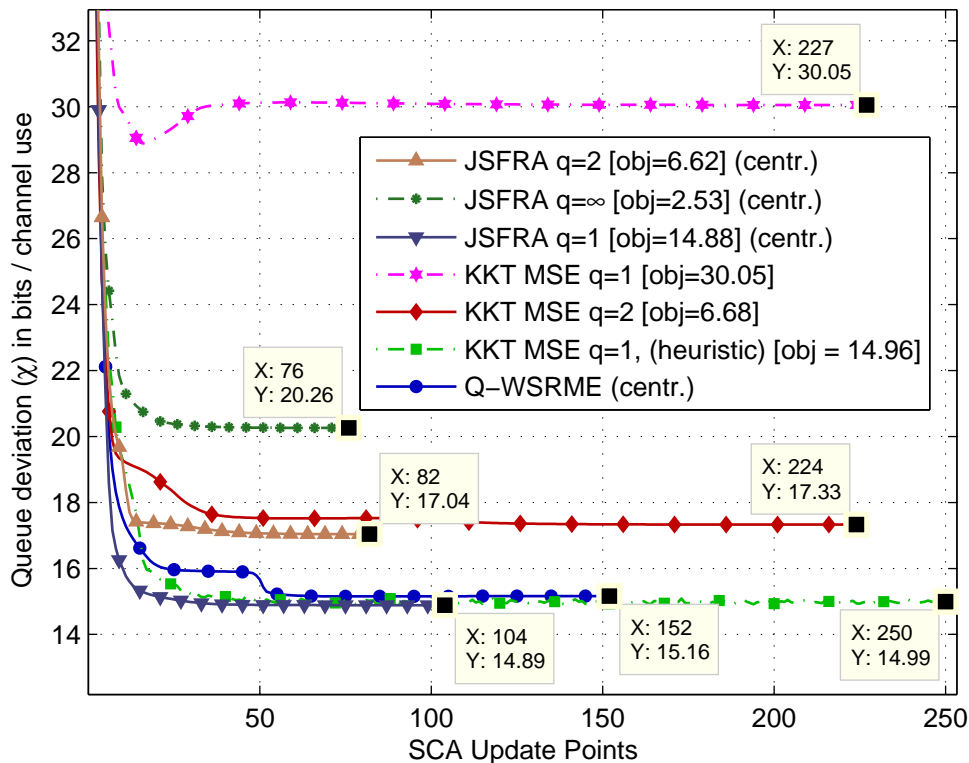 Queue deviation (χ) in bits / channel use
32
30
28
26
24
22
20
18
16
14
X: 227
Y: 30.05
JSFRA q=2 [obj=6.62] (centr.)
JSFRA q=∞ [obj=2.53] (centr.)
JSFRA q=1 [obj=14.88] (centr.)
KKT MSE q=1 [obj=30.05]
KKT MSE q=2 [obj=6.68]
KKT MSE q=1, (heuristic) [obj = 14.96]
Q−WSRME (centr.)
X: 76
Y: 20.26
X: 82
Y: 17.04
X: 224
Y: 17.33
X: 104
Y: 14.89
X: 152
Y: 15.16
X: 250
Y: 14.99
50
100
150
200
250
SCA Update Points